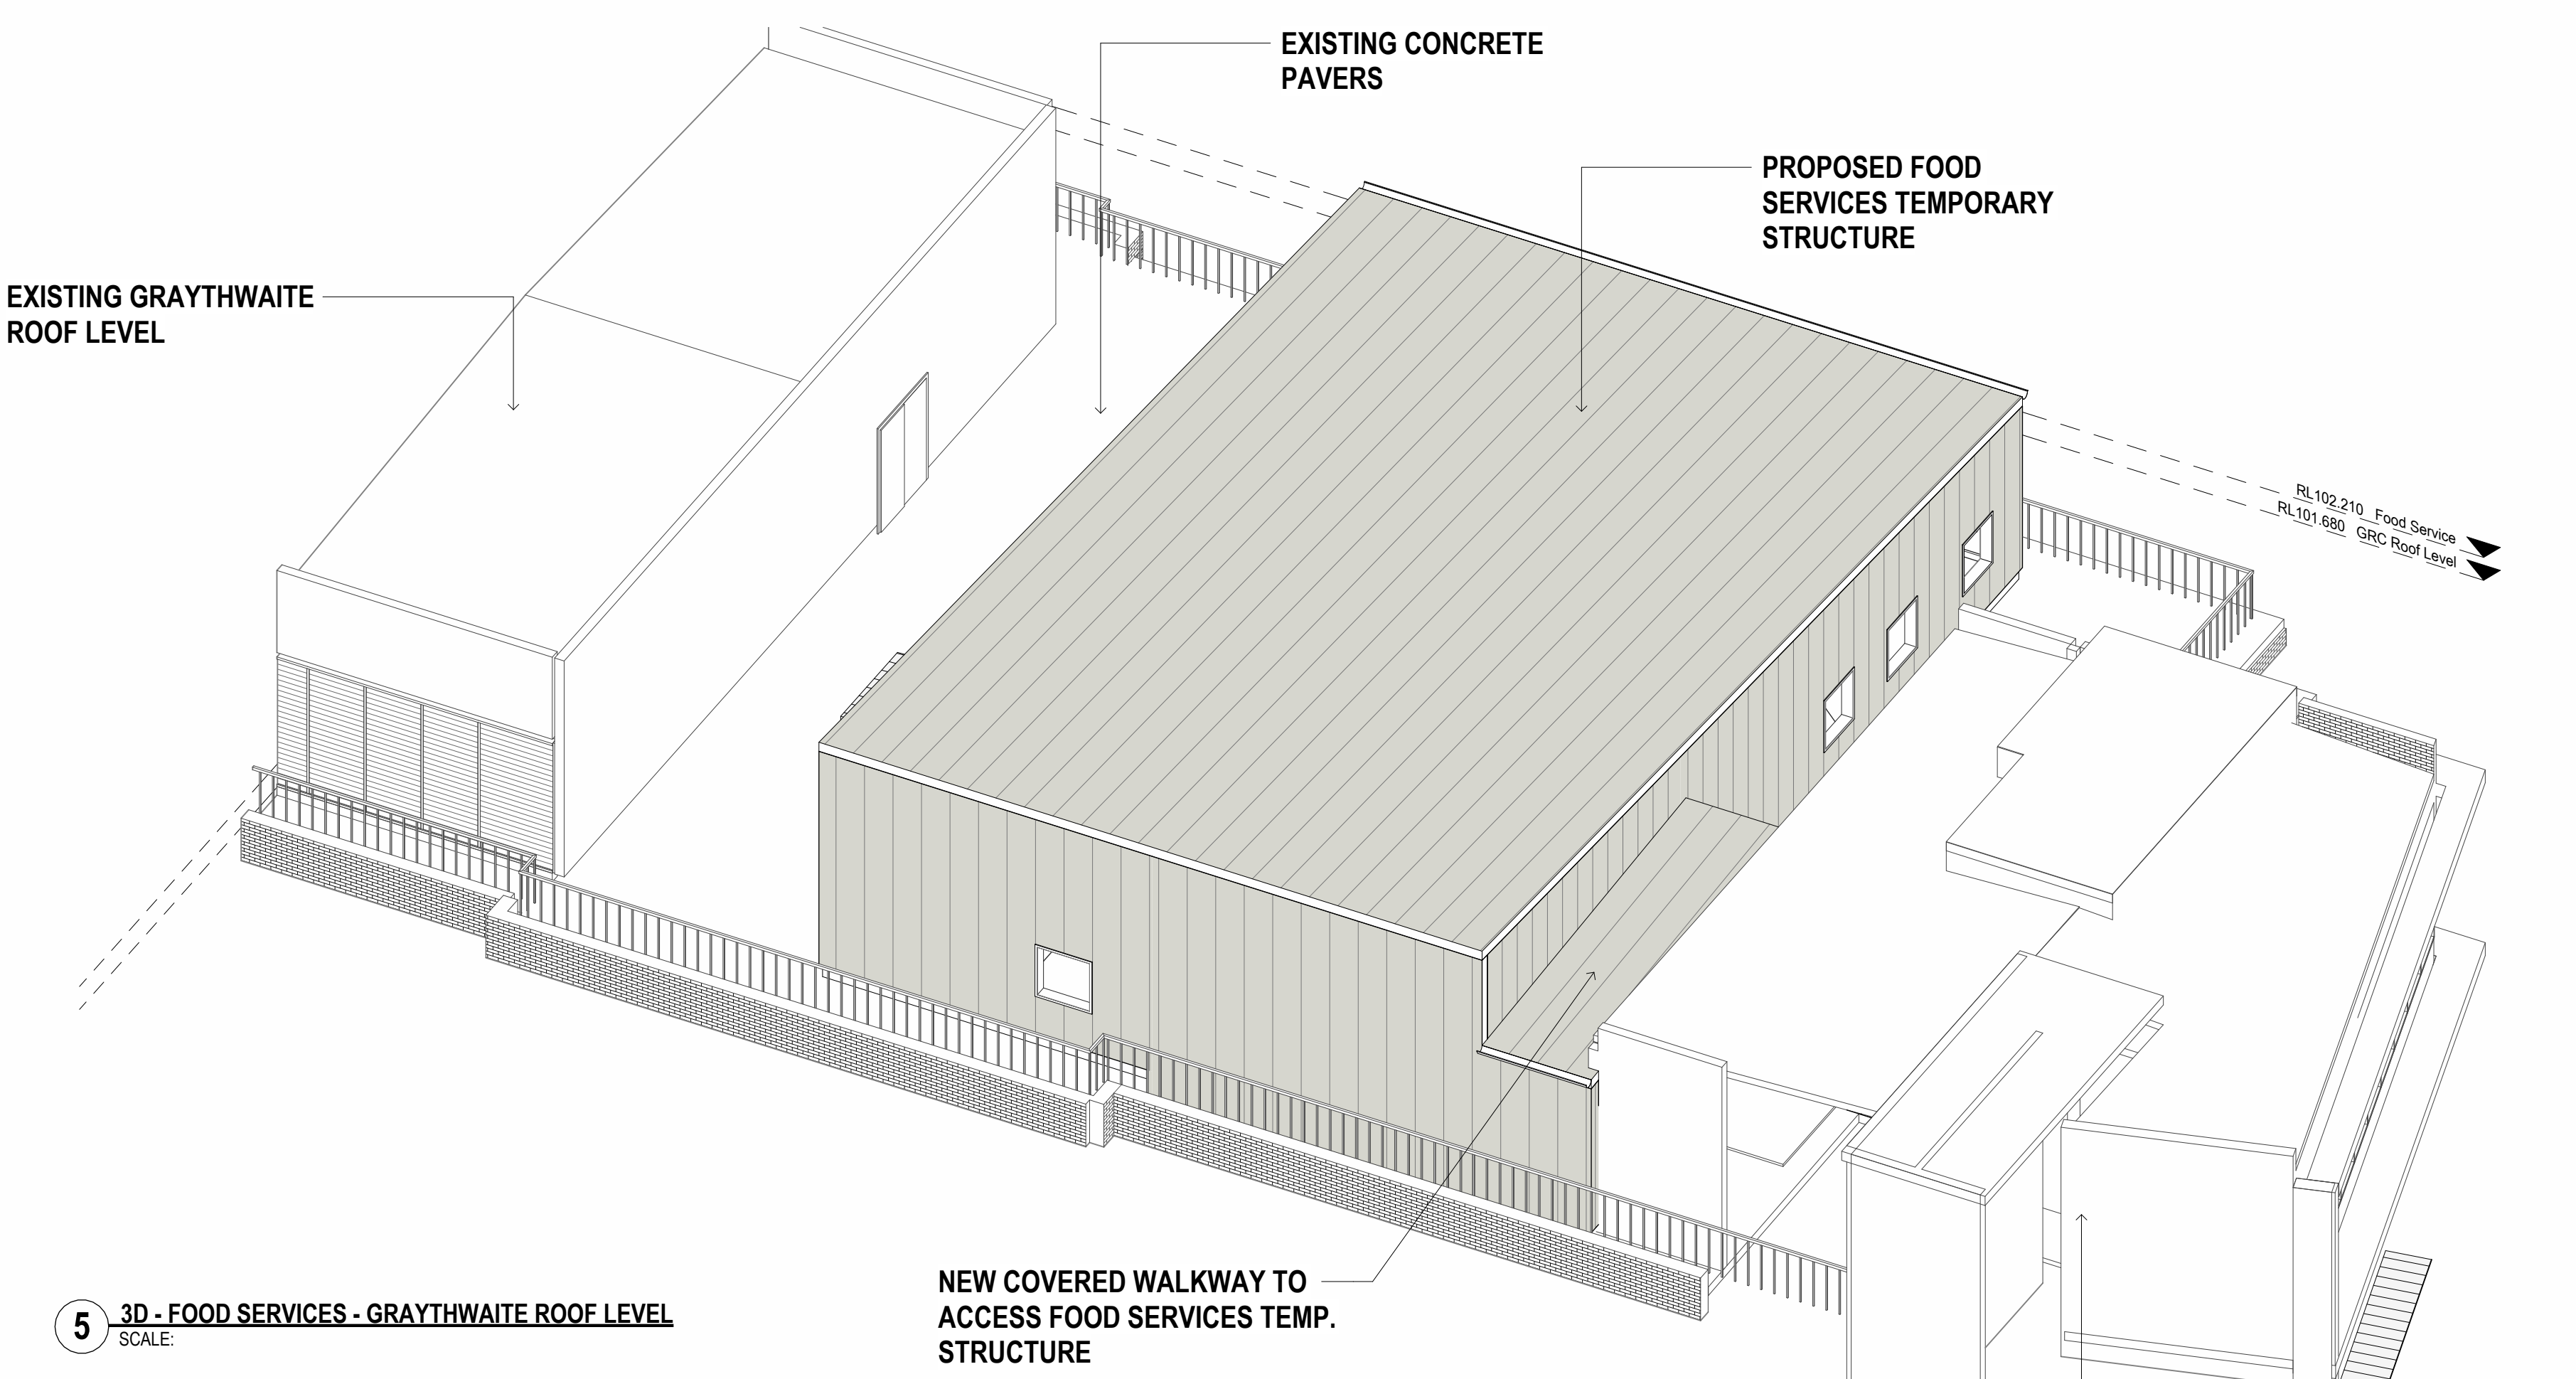 EXISTING CONCRETE
PAVERS
PROPOSED FOOD
SERVICES TEMPORARY
STRUCTURE
EXISTING GRAYTHWAITE
ROOF LEVEL
RL102.210 Food Service
RL101.680 GRC Roof Level
NEW COVERED WALKWAY TO
ACCESS FOOD SERVICES TEMP.
STRUCTURE
5 3D - FOOD SERVICES - GRAYTHWAITE ROOF LEVEL
SCALE: